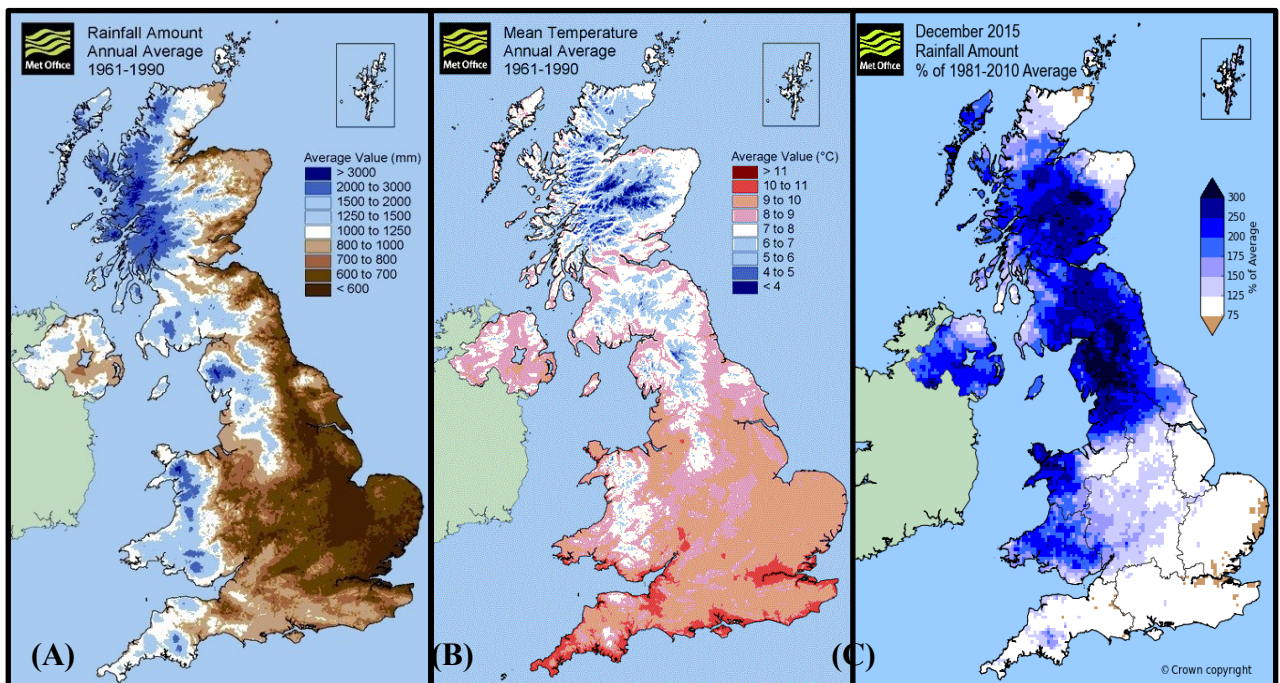 Met Office
Rainfall Amount
Annual Average
1961-1990
Average Value (mm)
> 3000
2000 to 3000
1500 to 2000
1250 to 1500
1000 to 1250
800 to 1000
700 to 800
600 to 700
< 600
(A)
Met Office
Mean Temperature
Annual Average
1961-1990
Average Value (°C)
> 11
10 to 11
9 to 10
8 to 9
7 to 8
6 to 7
5 to 6
4 to 5
< 4
(B)
Met Office
December 2015
Rainfall Amount
% of 1981-2010 Average
300
250
200
175
150
125
75
% of Average
(C)
© Crown copyright